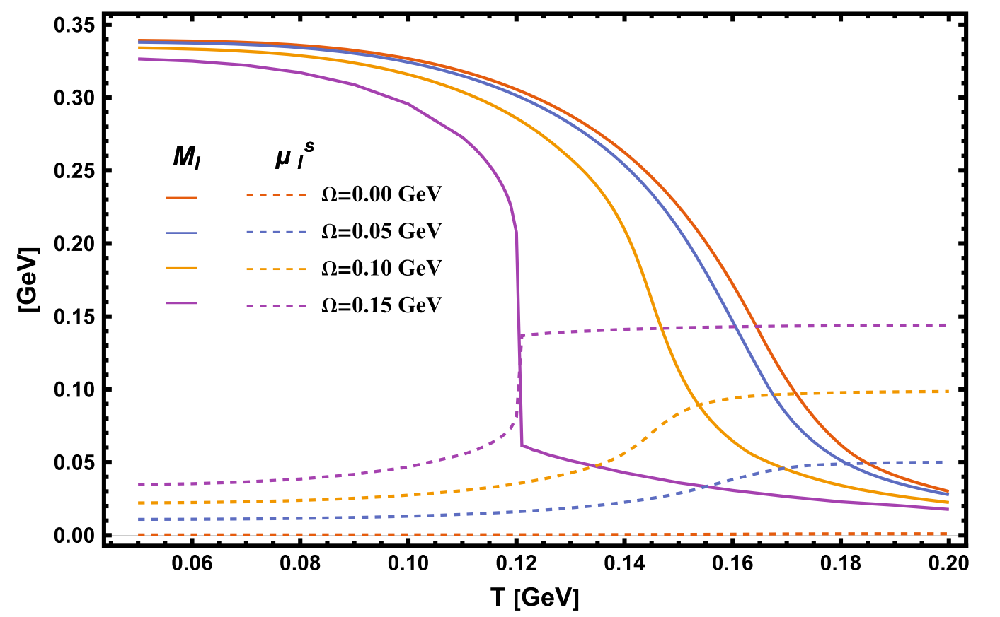 0.35
0.30
0.25
0.20
0.15
0.10
0.05
0.00
[GeV]
M_l μ_l^s
Ω=0.00 GeV
Ω=0.05 GeV
Ω=0.10 GeV
Ω=0.15 GeV
0.06 0.08 0.10 0.12 0.14 0.16 0.18 0.20
T [GeV]